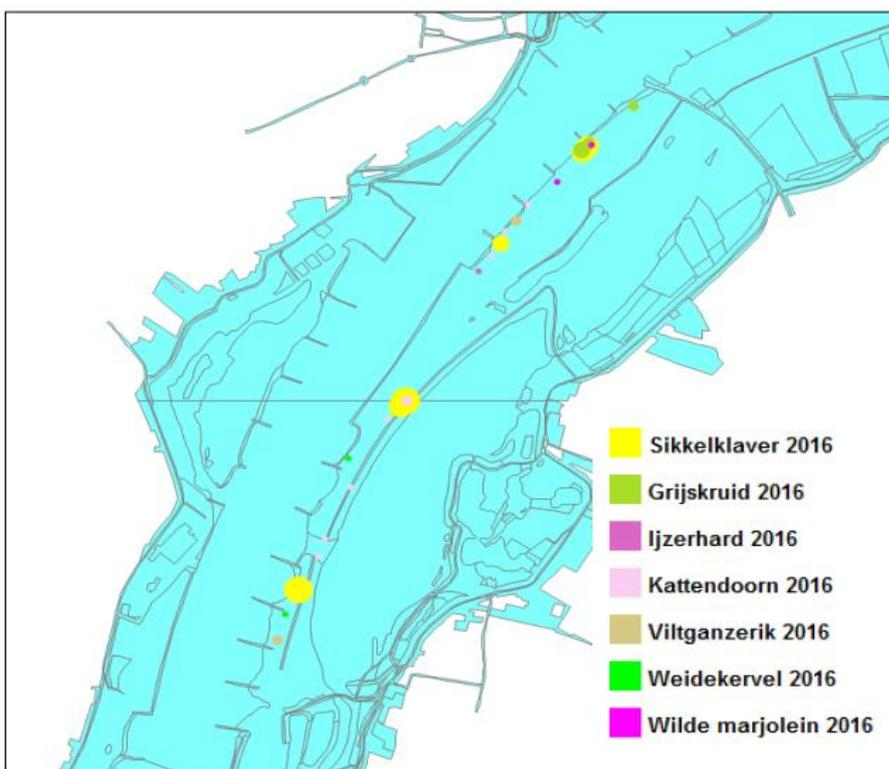 Sikkelklaver 2016
Grijskruid 2016
Ijzerhard 2016
Kattendoorn 2016
Viltganzerik 2016
Weidekervel 2016
Wilde marjolein 2016